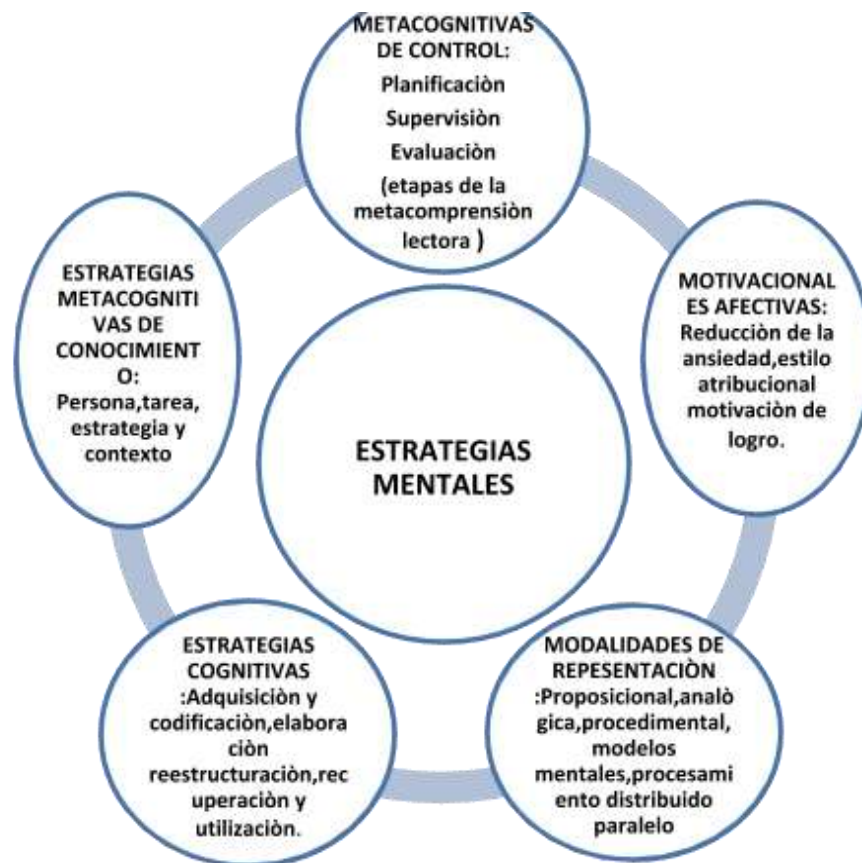 METACOGNITIVAS
DE CONTROL:
Planificaciòn
Supervisiòn
Evaluaciòn
(etapas de la
metacomprensiòn
lectora )
MOTIVACIONAL
ES AFECTIVAS:
Reducciòn de la
ansiedad,estilo
atribucional
motivaciòn de
logro.
MODALIDADES DE
REPESENTACIÒN
:Proposicional,analò
gica,procedimental,
modelos
mentales,procesami
ento distribuido
paralelo
ESTRATEGIAS
COGNITIVAS
:Adquisiciòn y
codificaciòn,elabora
ciòn
reestructuraciòn,rec
uperaciòn y
utilizaciòn.
ESTRATEGIAS
METACOGNITI
VAS DE
CONOCIMIENT
O:
Persona,tarea,
estrategia y
contexto
ESTRATEGIAS
MENTALES